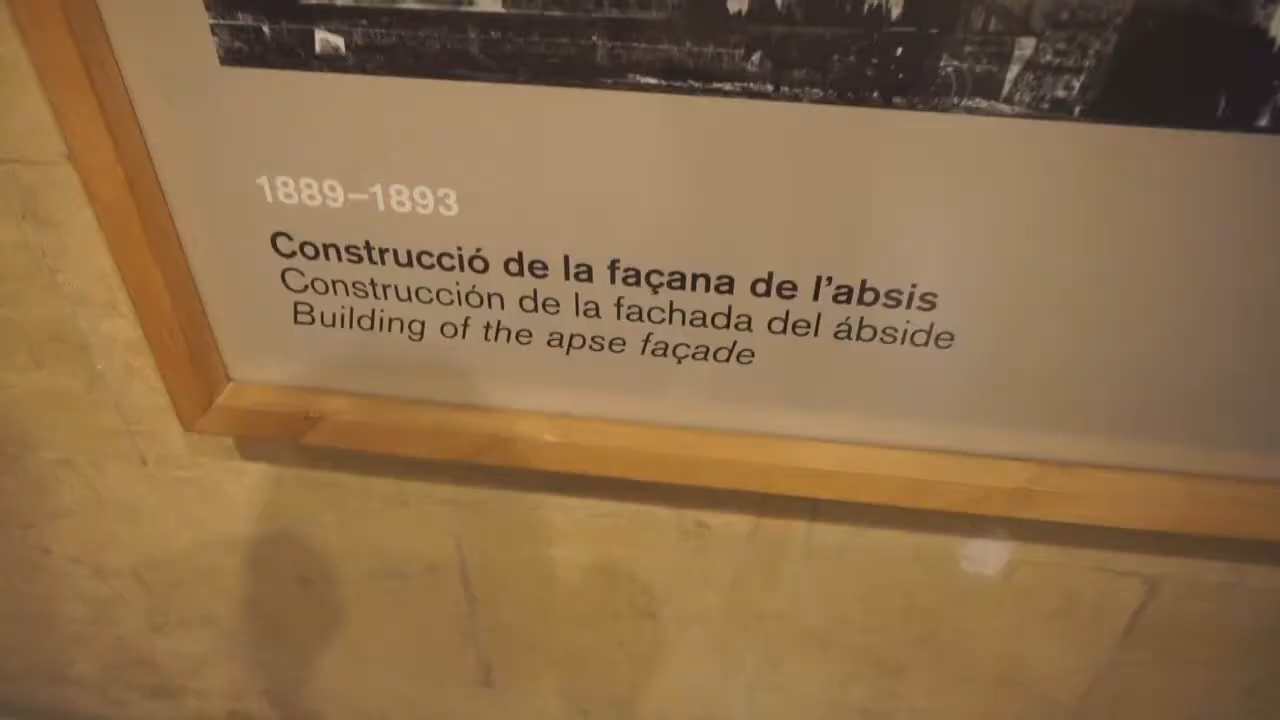 1889–1893
Construcció de la façana de l'absis
Construcción de la fachada del ábside
Building of the apse façade